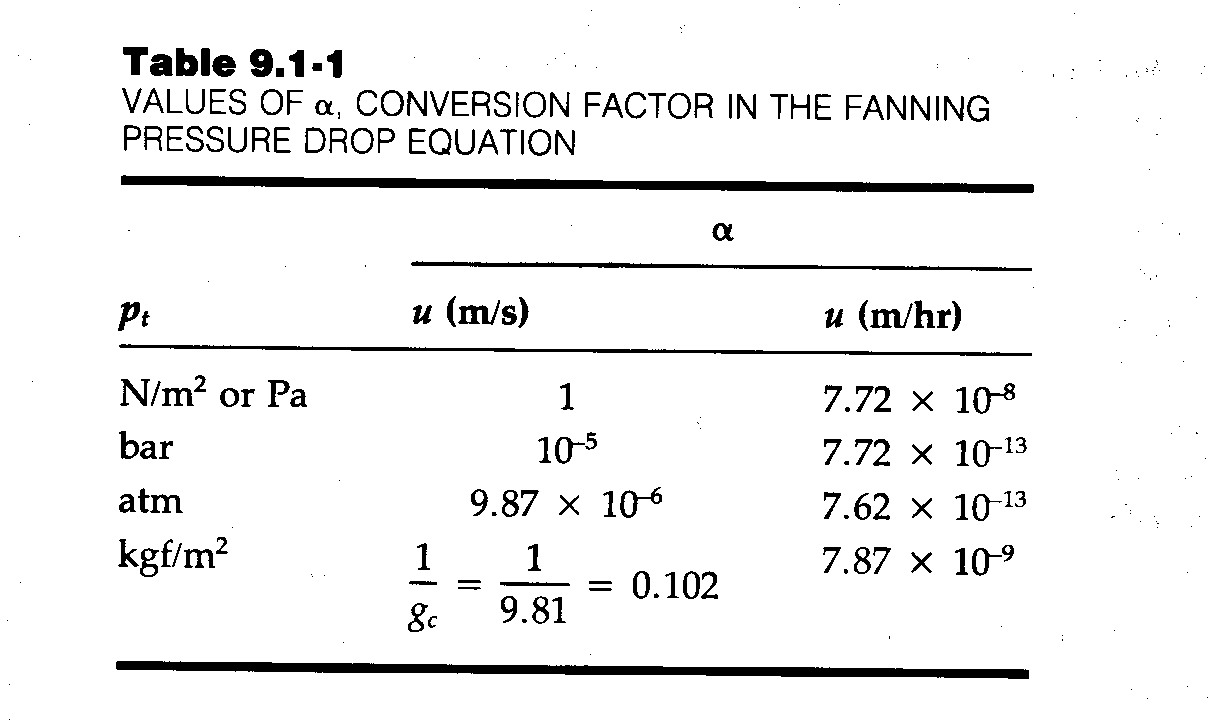 Table 9.1-1
VALUES OF α, CONVERSION FACTOR IN THE FANNING
PRESSURE DROP EQUATION
α
p_t u (m/s) u (m/hr)
N/m² or Pa 1 7.72 × 10⁻⁸
bar 10⁻⁵ 7.72 × 10⁻¹³
atm 9.87 × 10⁻⁶ 7.62 × 10⁻¹³
kgf/m² 1/g_c = 1/9.81 = 0.102 7.87 × 10⁻⁹